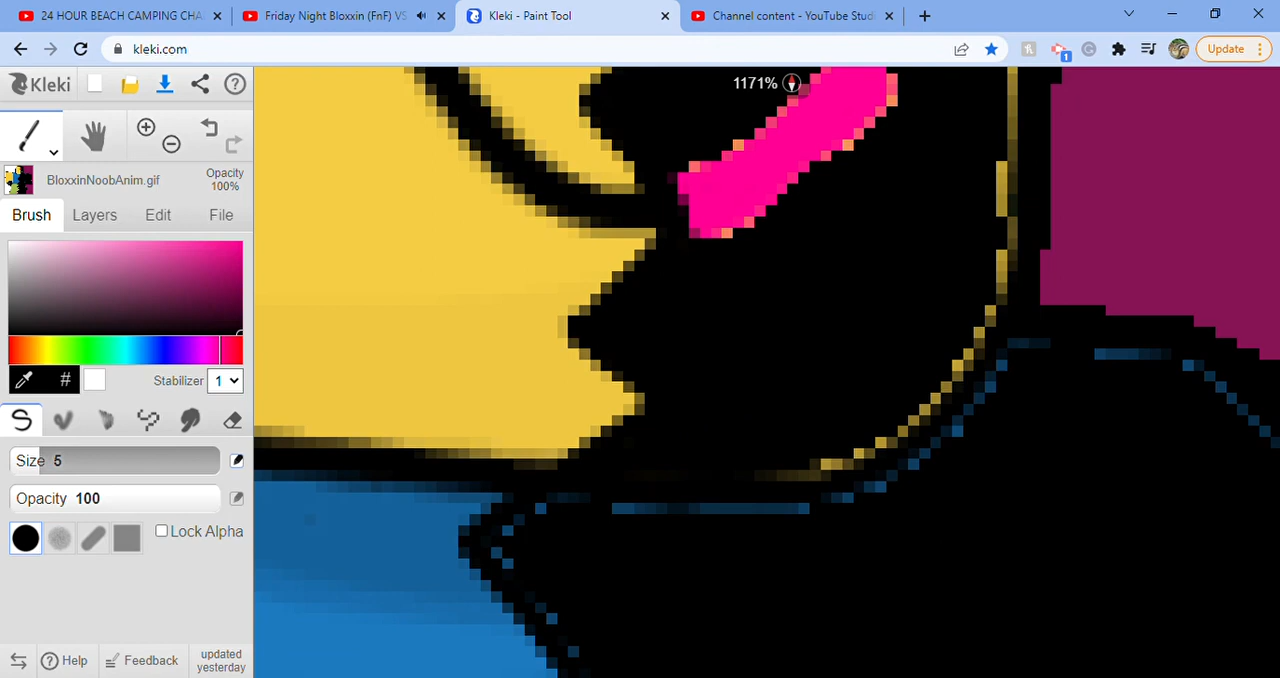 24 HOUR BEACH CAMPING CHA
Friday Night Bloxxin (FnF) VS
Kleki - Paint Tool
Channel content - YouTube Studi
kleki.com
1
Update
Kleki
1171%
BloxxinNoobAnim.gif
Opacity
100%
Brush
Layers
Edit
File
#
Stabilizer
1
Size 5
Opacity 100
Lock Alpha
Help
Feedback
updated
yesterday